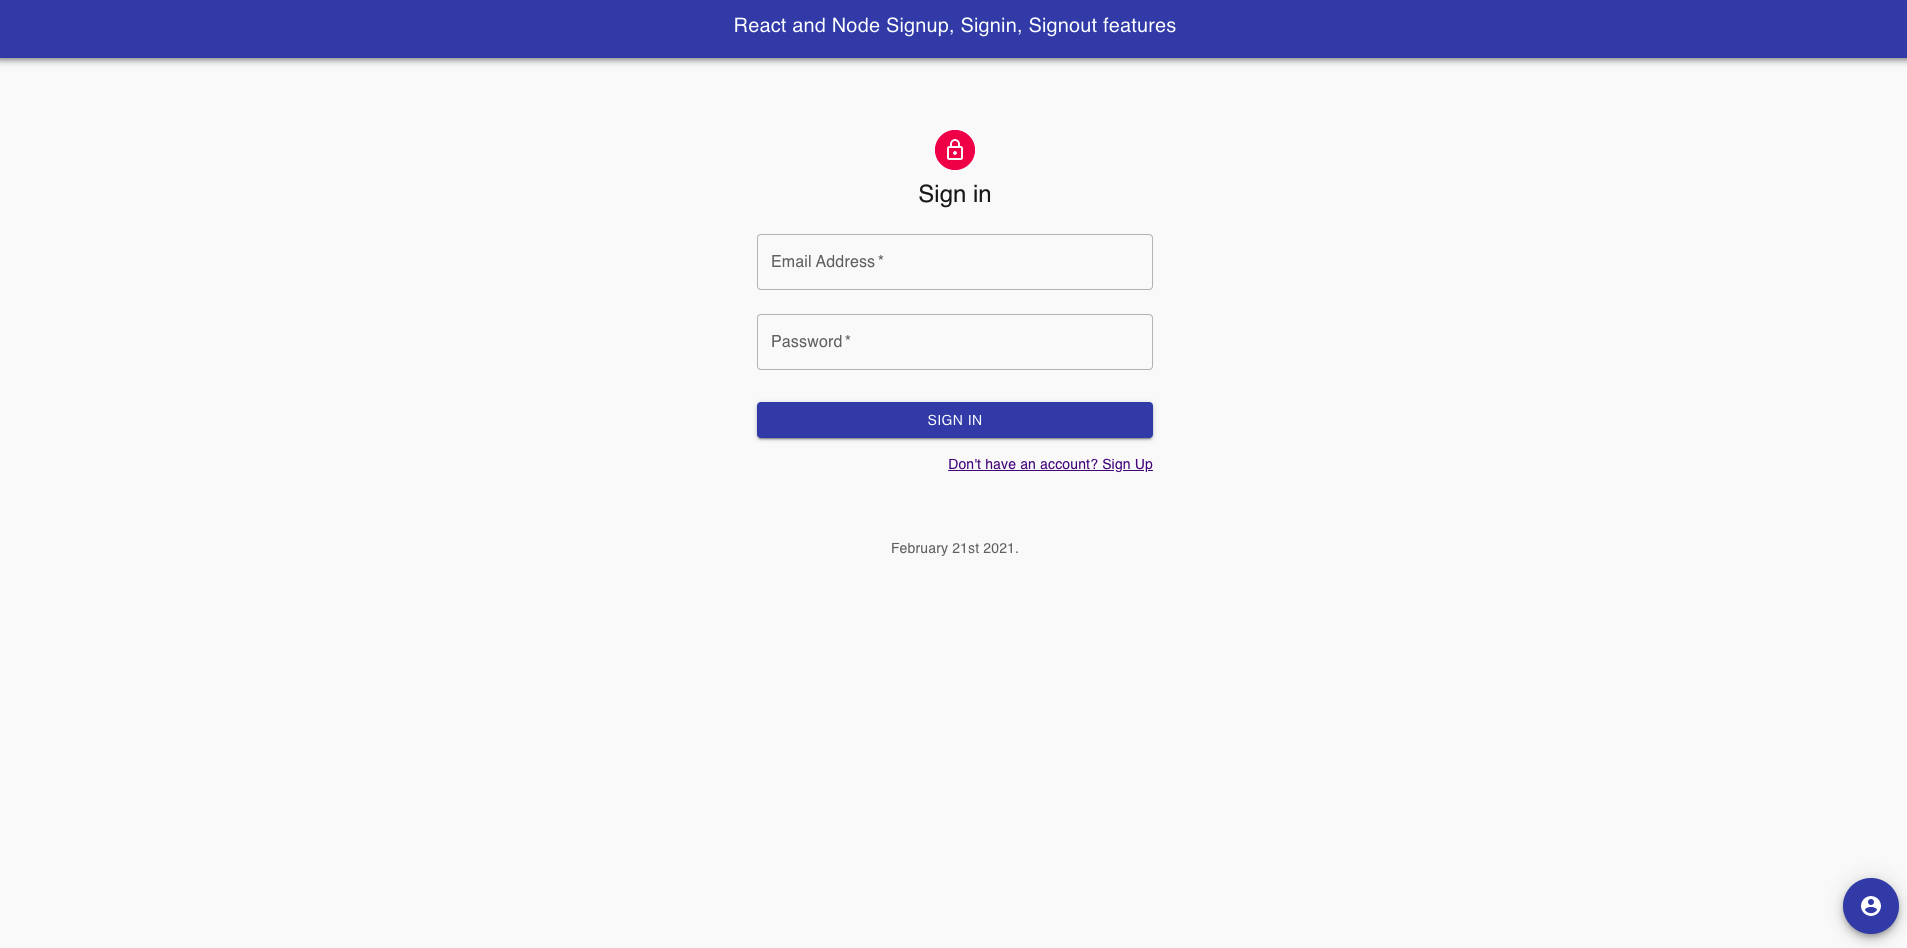 React and Node Signup, Signin, Signout features
Sign in
Email Address *
Password *
SIGN IN
Don't have an account? Sign Up
February 21st 2021.